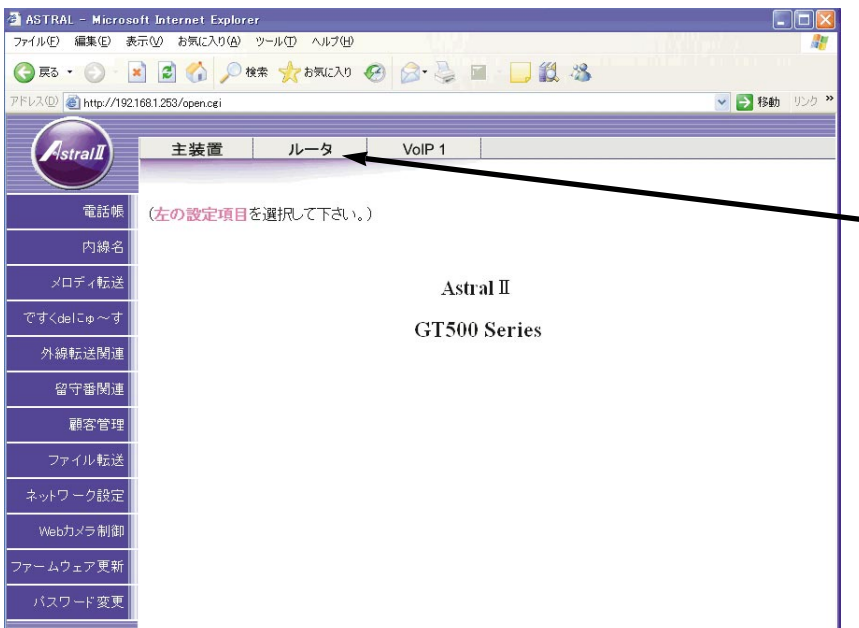 ASTRAL - Microsoft Internet Explorer
ファイル(F) 編集(E) 表示(V) お気に入り(A) ツール(T) ヘルプ(H)
戻る 検索 お気に入り
アドレス(D) http://192.168.1.253/open.cgi 移動 リンク »
AstralⅡ
主装置 ルータ VoIP 1
電話帳
(左の設定項目を選択して下さい。)
内線名
メロディ転送
AstralⅡ
ですくdeにゅ～す
GT500 Series
外線転送関連
留守番関連
顧客管理
ファイル転送
ネットワーク設定
Webカメラ制御
ファームウェア更新
パスワード変更